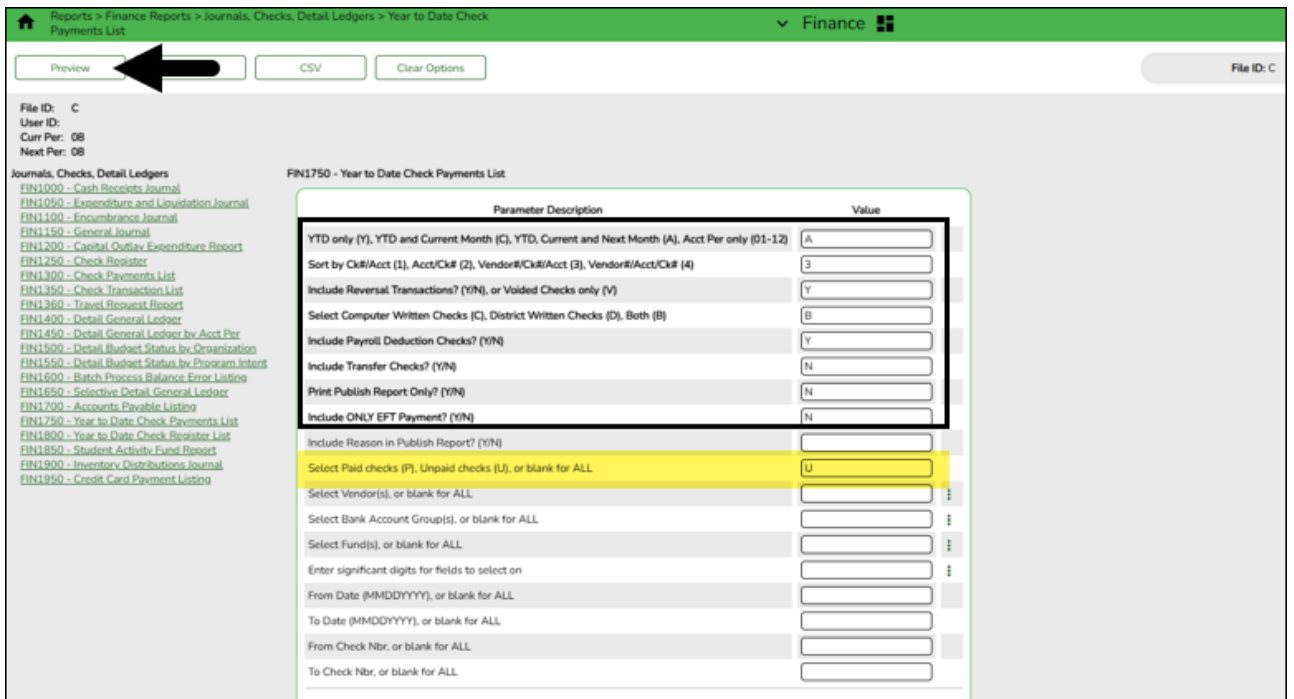 Reports > Finance Reports > Journals, Checks, Detail Ledgers > Year to Date Check
Payments List
Finance
Preview
CSV
Clear Options
File ID: C
File ID: C
User ID:
Curr Per: 08
Next Per: 08
Journals, Checks, Detail Ledgers
FIN1000 - Cash Receipts Journal
FIN1050 - Expenditure and Liquidation Journal
FIN1100 - Encumbrance Journal
FIN1150 - General Journal
FIN1200 - Capital Outlay Expenditure Report
FIN1250 - Check Register
FIN1300 - Check Payments List
FIN1350 - Check Transaction List
FIN1360 - Travel Request Report
FIN1400 - Detail General Ledger
FIN1450 - Detail General Ledger by Acct Per
FIN1500 - Detail Budget Status by Organization
FIN1550 - Detail Budget Status by Program Intent
FIN1600 - Batch Process Balance Error Listing
FIN1650 - Selective Detail General Ledger
FIN1700 - Accounts Payable Listing
FIN1750 - Year to Date Check Payments List
FIN1800 - Year to Date Check Register List
FIN1850 - Student Activity Fund Report
FIN1900 - Inventory Distributions Journal
FIN1950 - Credit Card Payment Listing
FIN1750 - Year to Date Check Payments List
Parameter Description Value
YTD only (Y), YTD and Current Month (C), YTD, Current and Next Month (A), Acct Per only (01-12) A
Sort by Ck#/Acct (1), Acct/Ck# (2), Vendor#/Ck#/Acct (3), Vendor#/Acct/Ck# (4) 3
Include Reversal Transactions? (Y/N), or Voided Checks only (V) Y
Select Computer Written Checks (C), District Written Checks (D), Both (B) B
Include Payroll Deduction Checks? (Y/N) Y
Include Transfer Checks? (Y/N) N
Print Publish Report Only? (Y/N) N
Include ONLY EFT Payment? (Y/N) N
Include Reason in Publish Report? (Y/N)
Select Paid checks (P), Unpaid checks (U), or blank for ALL U
Select Vendor(s), or blank for ALL
Select Bank Account Group(s), or blank for ALL
Select Fund(s), or blank for ALL
Enter significant digits for fields to select on
From Date (MMDDYYYY), or blank for ALL
To Date (MMDDYYYY), or blank for ALL
From Check Nbr, or blank for ALL
To Check Nbr, or blank for ALL